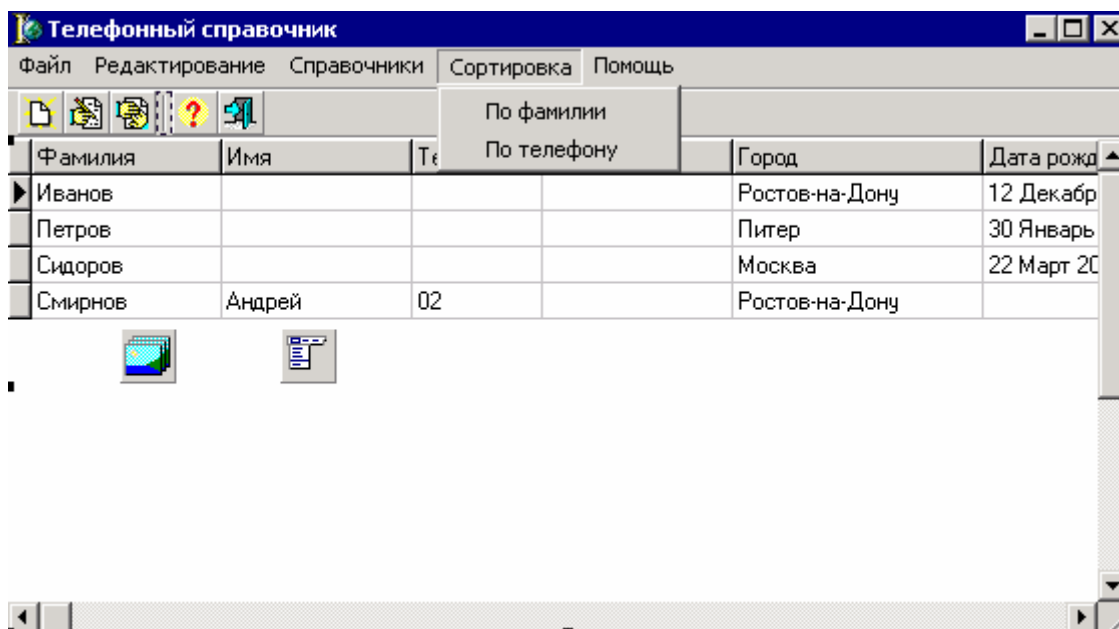 Телефонный справочник
Файл Редактирование Справочники Сортировка Помощь
По фамилии
По телефону
Фамилия Имя Те Город Дата рожд
Иванов Ростов-на-Дону 12 Декабр
Петров Питер 30 Январь
Сидоров Москва 22 Март 20
Смирнов Андрей 02 Ростов-на-Дону